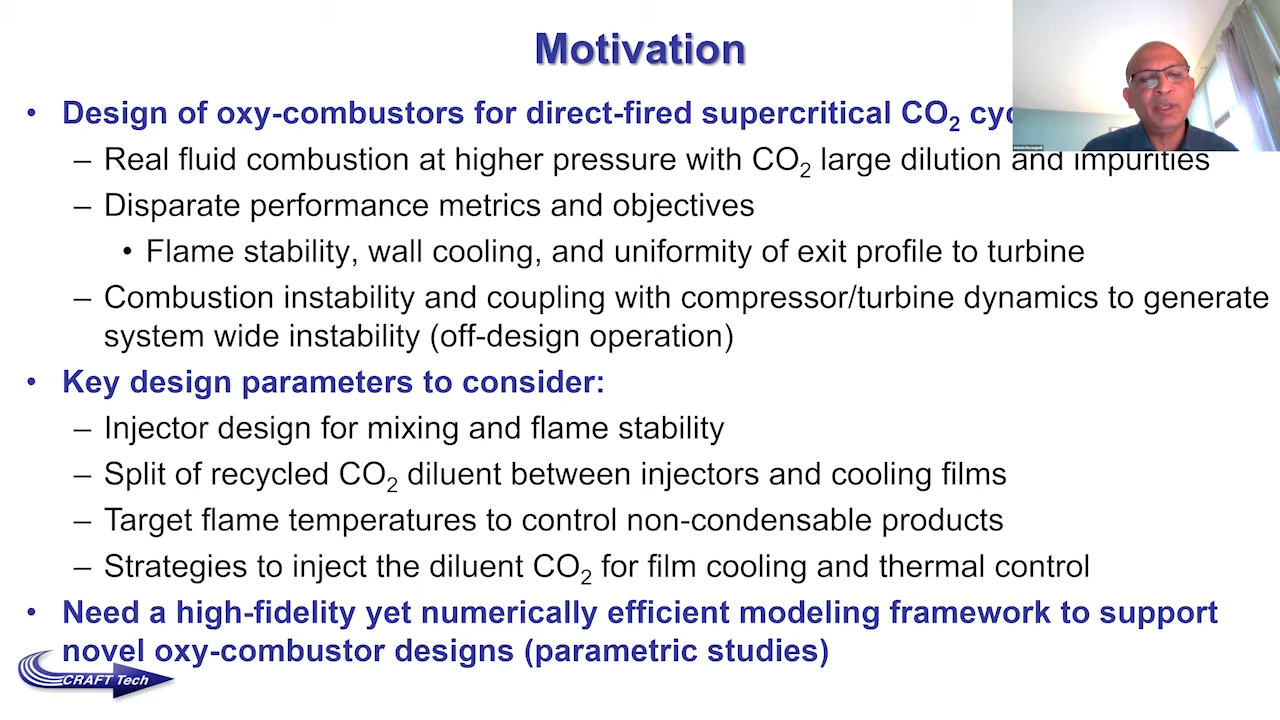 Motivation
• Design of oxy-combustors for direct-fired supercritical CO2
– Real fluid combustion at higher pressure with CO2 large dilution and impurities
– Disparate performance metrics and objectives
• Flame stability, wall cooling, and uniformity of exit profile to turbine
– Combustion instability and coupling with compressor/turbine dynamics to generate
system wide instability (off-design operation)
• Key design parameters to consider:
– Injector design for mixing and flame stability
– Split of recycled CO2 diluent between injectors and cooling films
– Target flame temperatures to control non-condensable products
– Strategies to inject the diluent CO2 for film cooling and thermal control
• Need a high-fidelity yet numerically efficient modeling framework to support
novel oxy-combustor designs (parametric studies)
CRAFT Tech